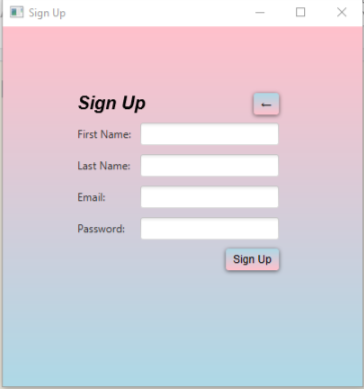 Sign Up
Sign Up ←
First Name:
Last Name:
Email:
Password:
Sign Up